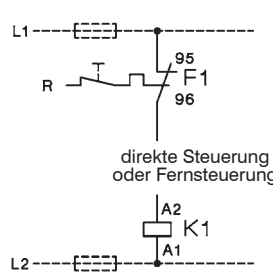 L1
95
F1
R
96
direkte Steuerung
oder Fernsteuerung
A2
K1
A1
L2